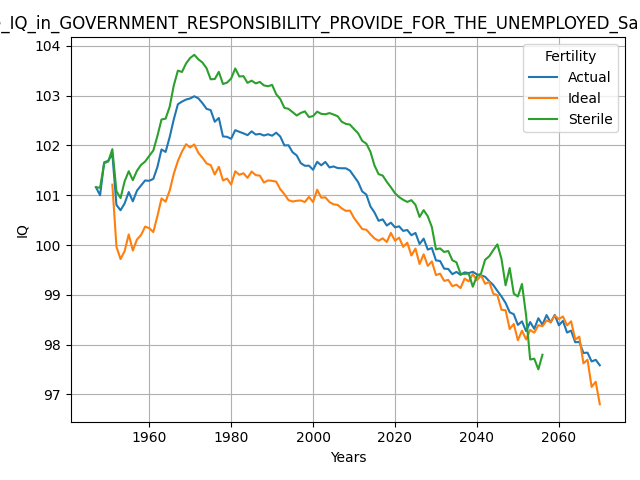 _IQ_in_GOVERNMENT_RESPONSIBILITY_PROVIDE_FOR_THE_UNEMPLOYED_Sa
Fertility
Actual
Ideal
Sterile
104
103
102
101
100
99
98
97
IQ
1960
1980
2000
2020
2040
2060
Years